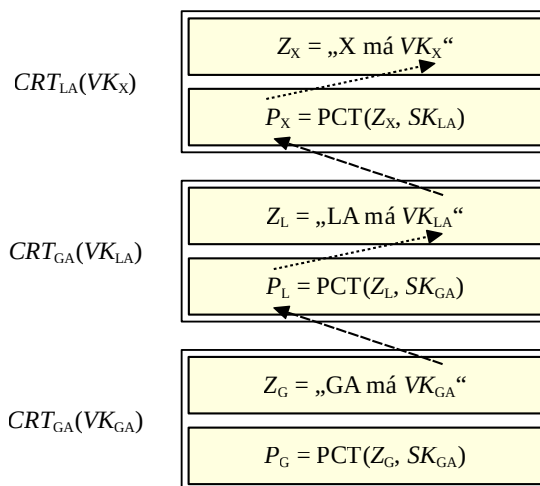 Z_X = „X má VK_X“
CRT_LA(VK_X)
P_X = PCT(Z_X, SK_LA)
Z_L = „LA má VK_LA“
CRT_GA(VK_LA)
P_L = PCT(Z_L, SK_GA)
Z_G = „GA má VK_GA“
CRT_GA(VK_GA)
P_G = PCT(Z_G, SK_GA)